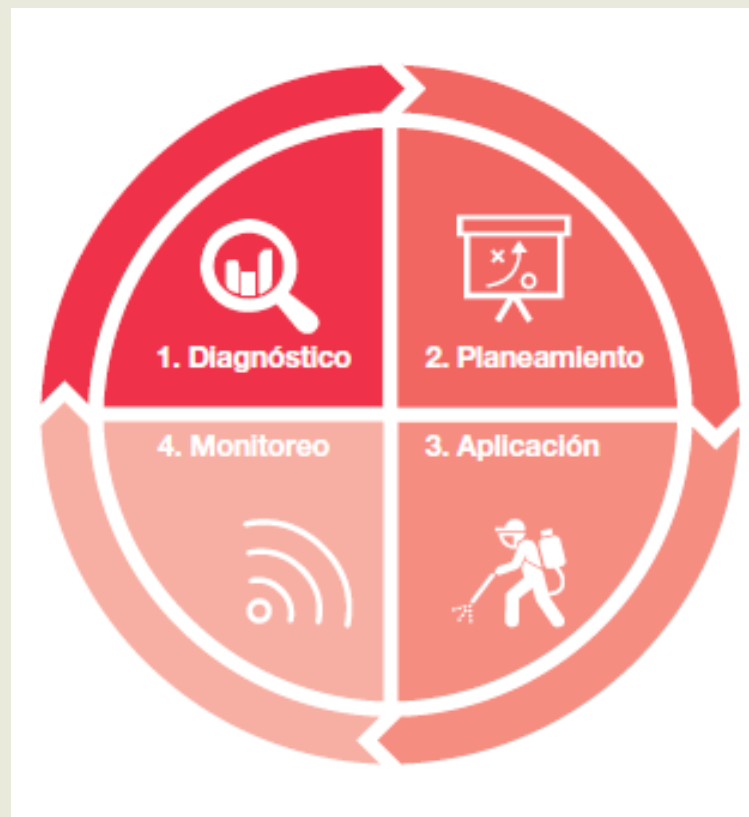 1. Diagnóstico
2. Planeamiento
3. Aplicación
4. Monitoreo